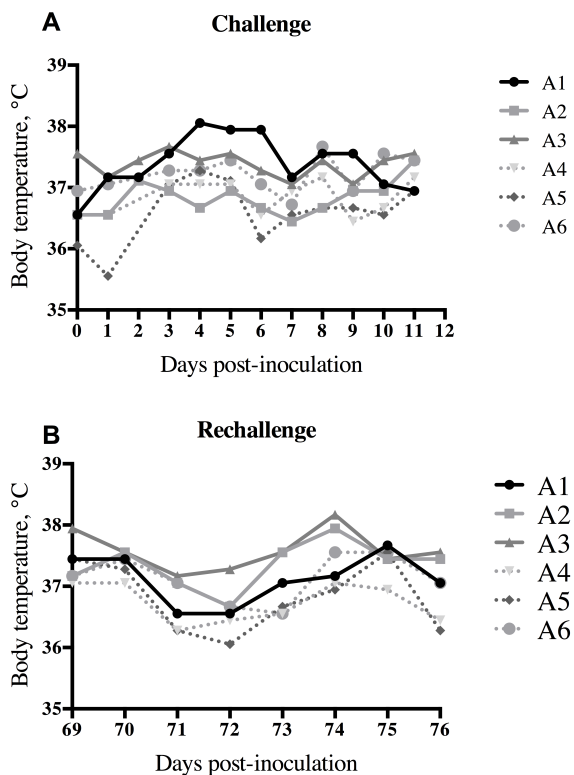 A
Challenge
Body temperature, °C
39
38
37
36
35
0 1 2 3 4 5 6 7 8 9 10 11 12
Days post-inoculation
A1
A2
A3
A4
A5
A6
B
Rechallenge
Body temperature, °C
39
38
37
36
35
69 70 71 72 73 74 75 76
Days post-inoculation
A1
A2
A3
A4
A5
A6